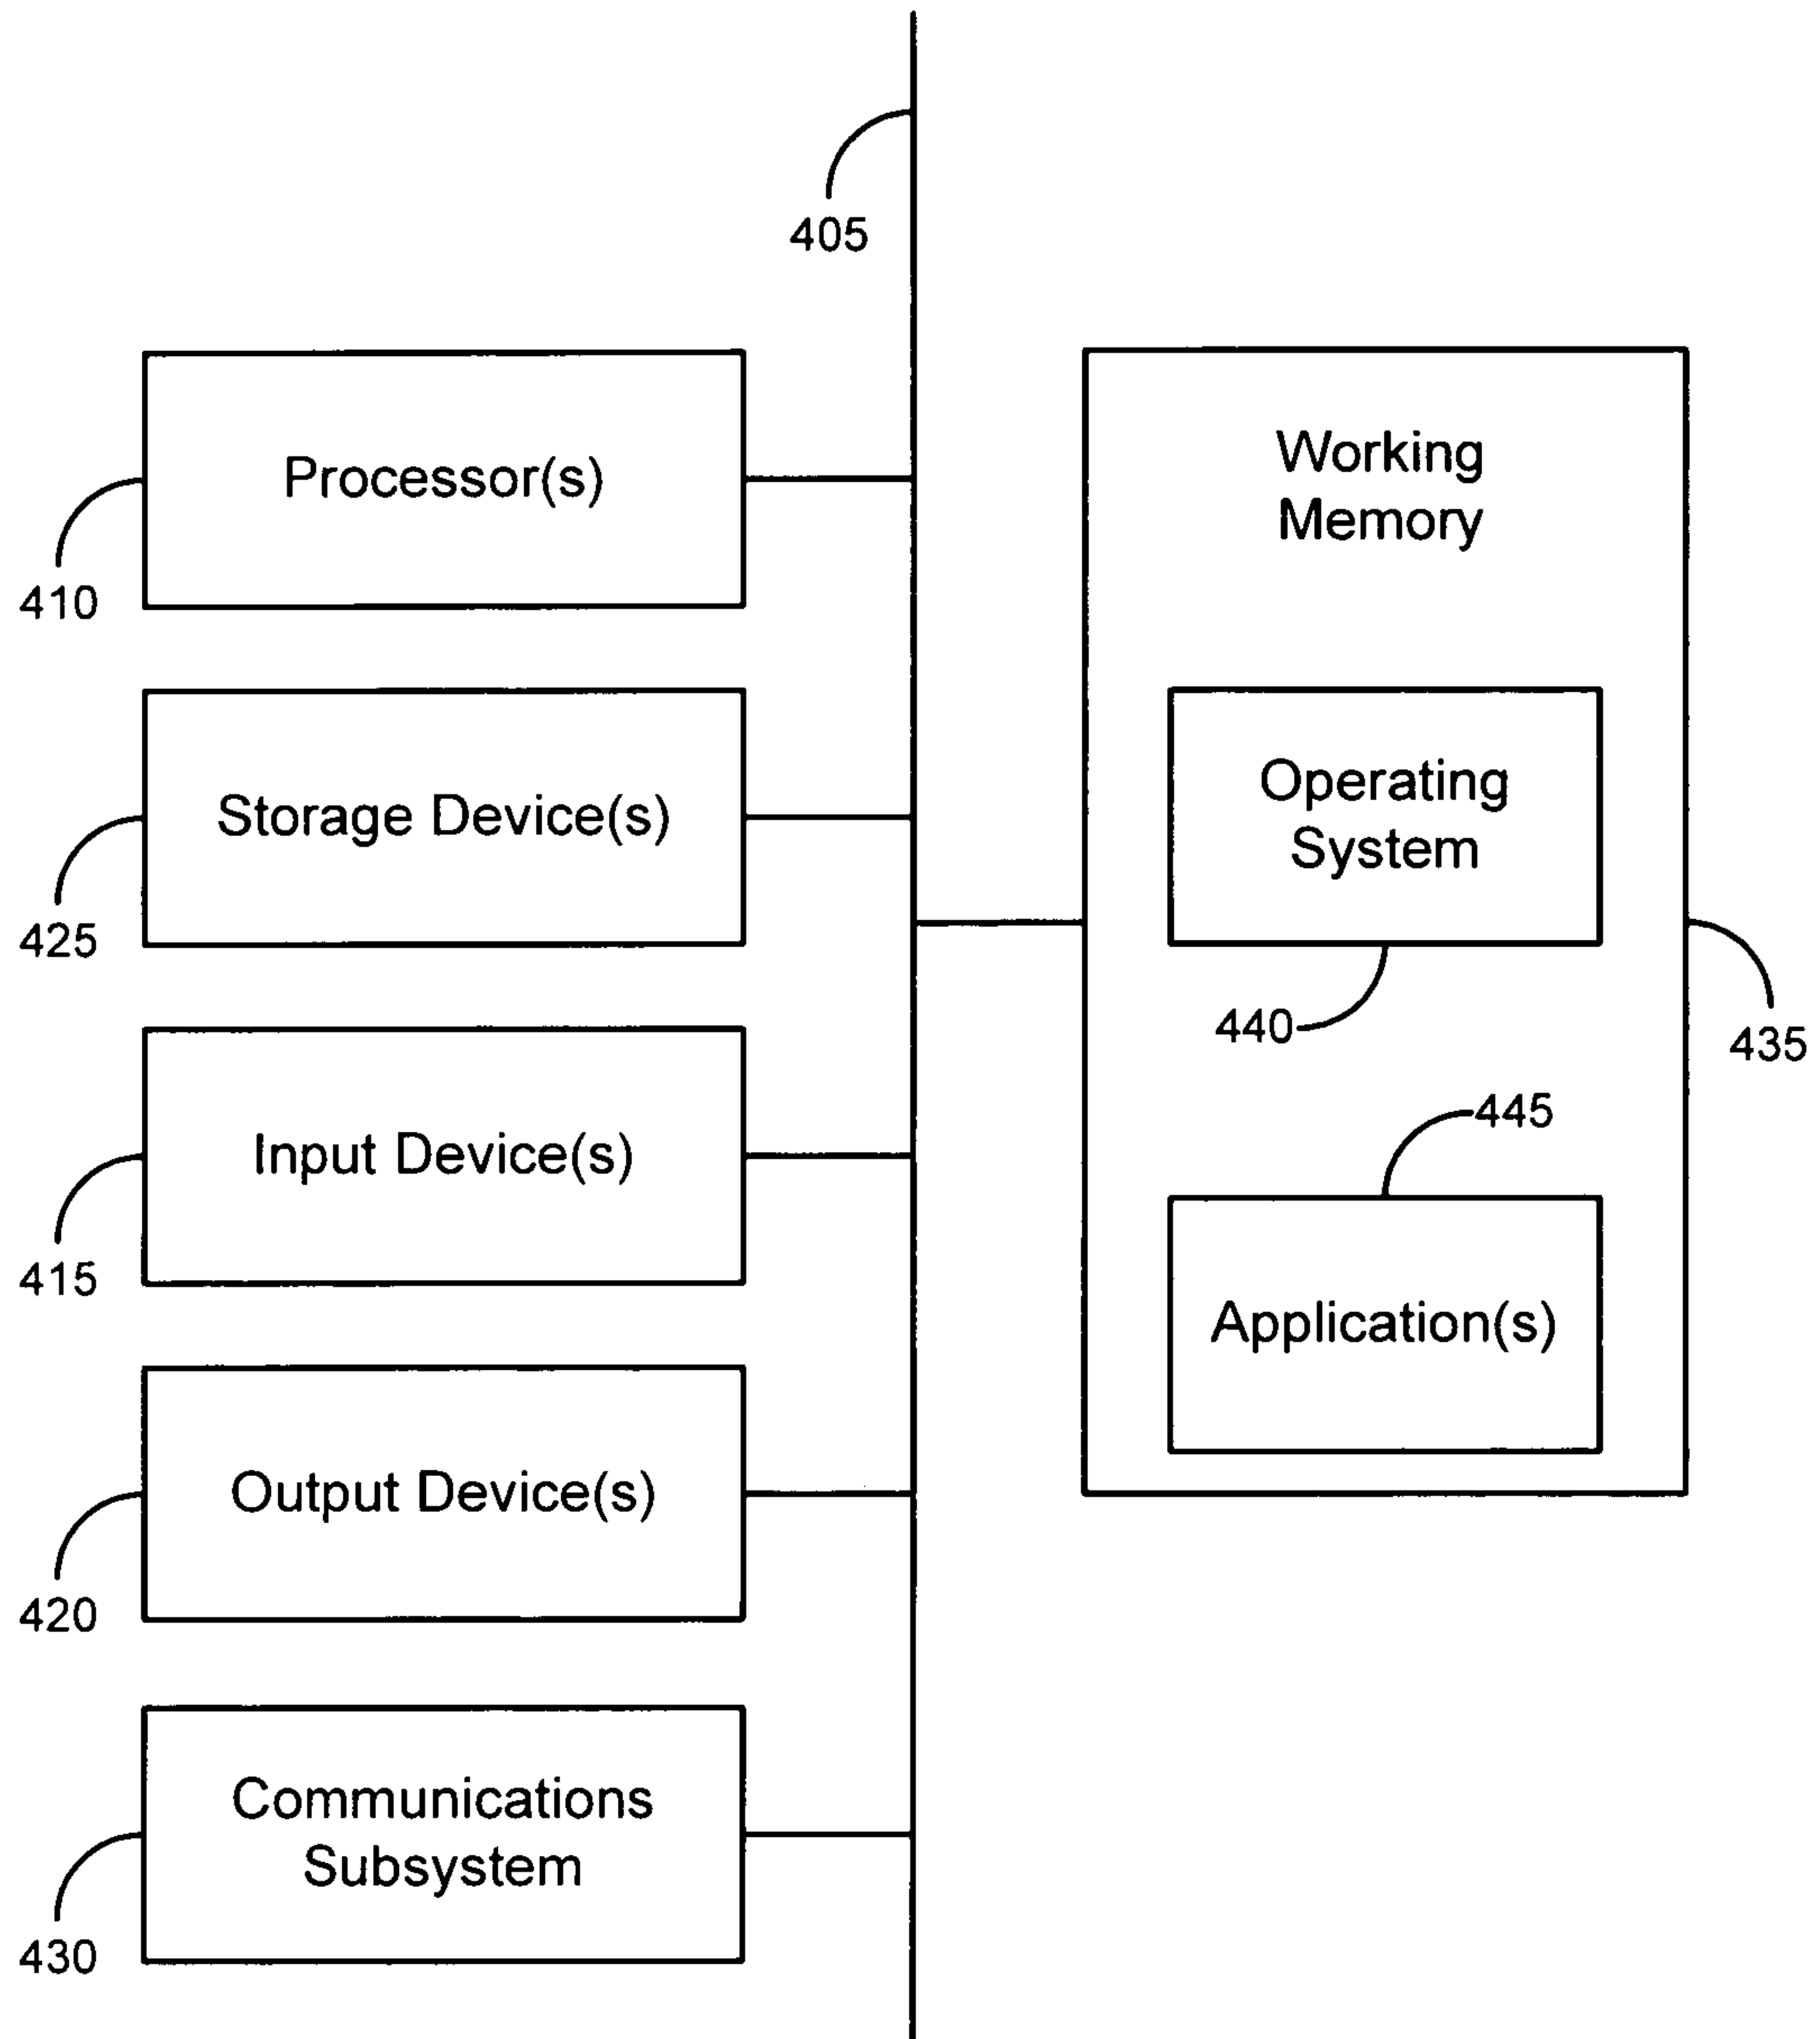 405
Processor(s)
410
Storage Device(s)
425
Input Device(s)
415
Output Device(s)
420
Communications
Subsystem
430
Working
Memory
Operating
System
440
435
445
Application(s)